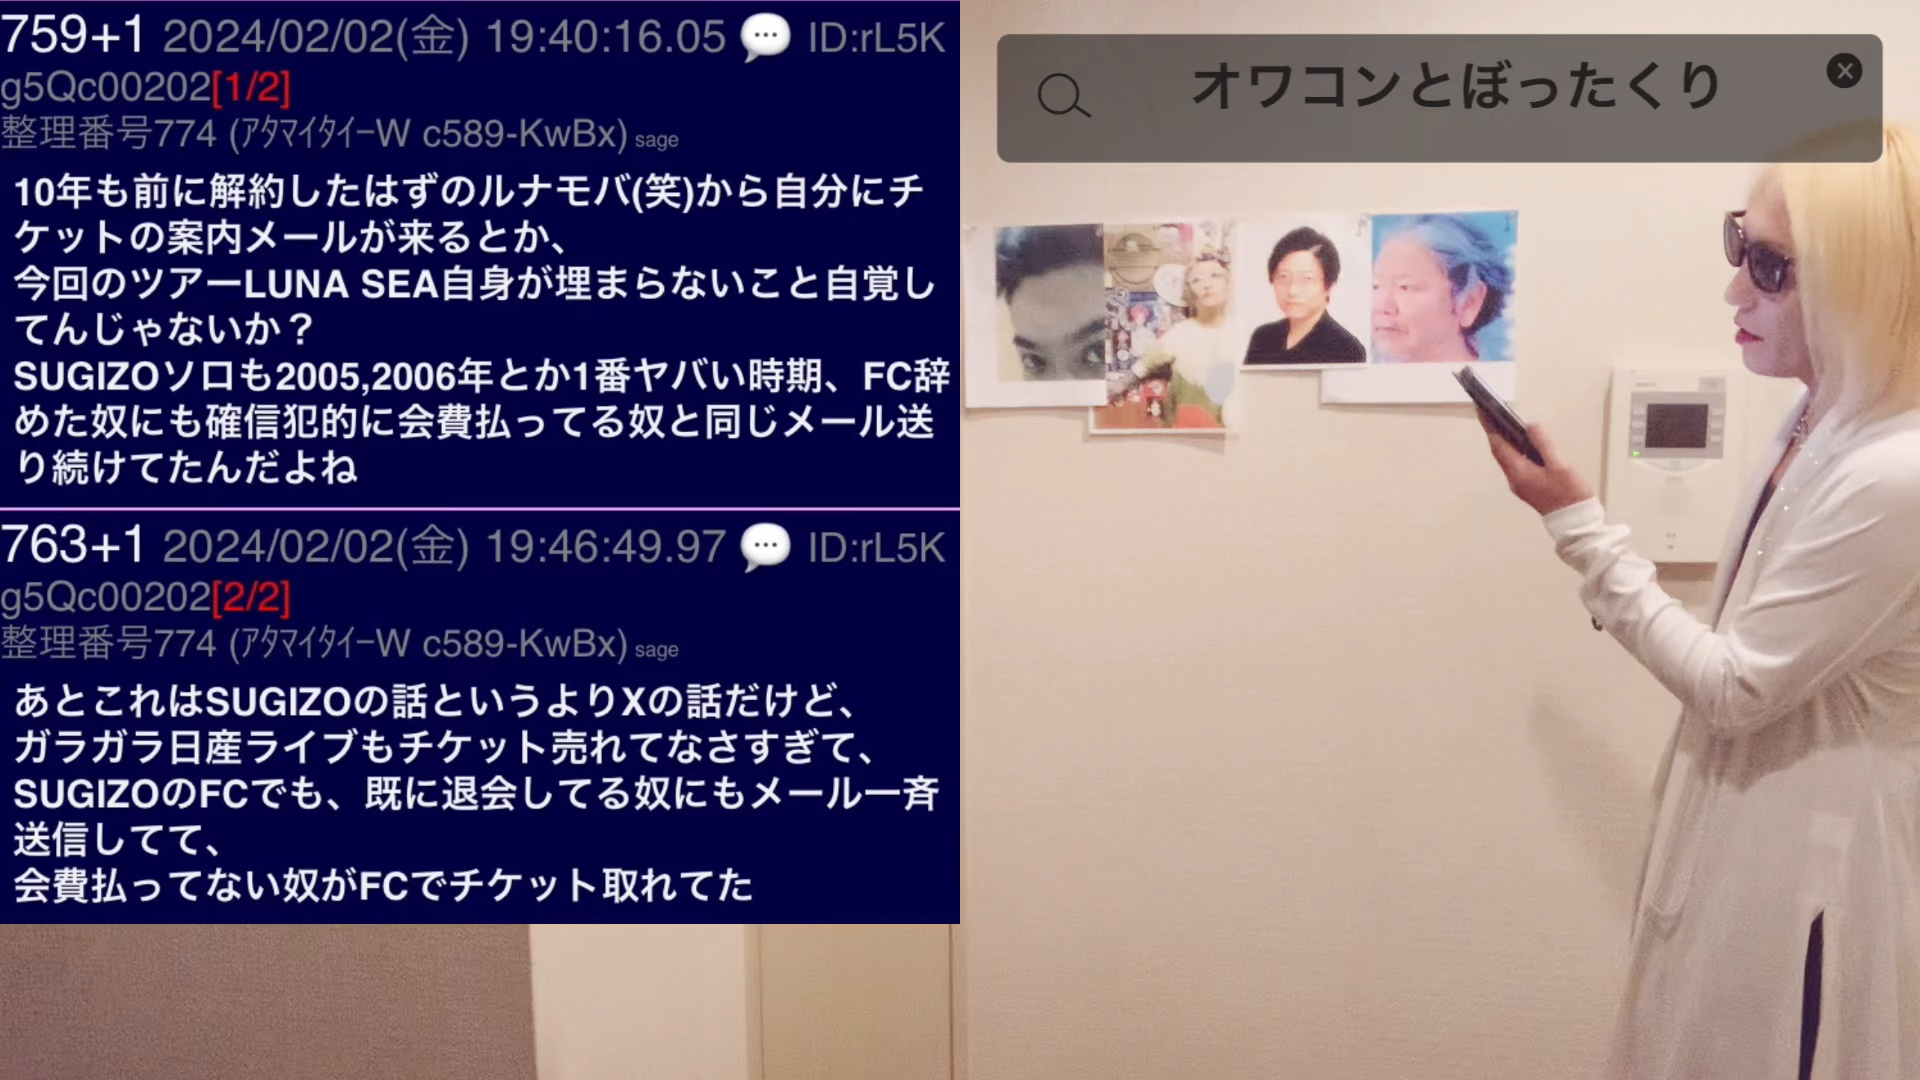 759+1 2024/02/02(金) 19:40:16.05 💬 ID:rL5K
g5Qc00202[1/2]
整理番号774 (ｱﾀﾏｲﾀｲｰW c589-KwBx) sage
10年も前に解約したはずのルナモバ(笑)から自分にチ
ケットの案内メールが来るとか、
今回のツアーLUNA SEA自身が埋まらないこと自覚し
てんじゃないか？
SUGIZOソロも2005,2006年とか1番ヤバい時期、FC辞
めた奴にも確信犯的に会費払ってる奴と同じメール送
り続けてたんだよね
763+1 2024/02/02(金) 19:46:49.97 💬 ID:rL5K
g5Qc00202[2/2]
整理番号774 (ｱﾀﾏｲﾀｲｰW c589-KwBx) sage
あとこれはSUGIZOの話というよりXの話だけど、
ガラガラ日産ライブもチケット売れてなさすぎて、
SUGIZOのFCでも、既に退会してる奴にもメール一斉
送信してて、
会費払ってない奴がFCでチケット取れてた
オワコンとぼったくり